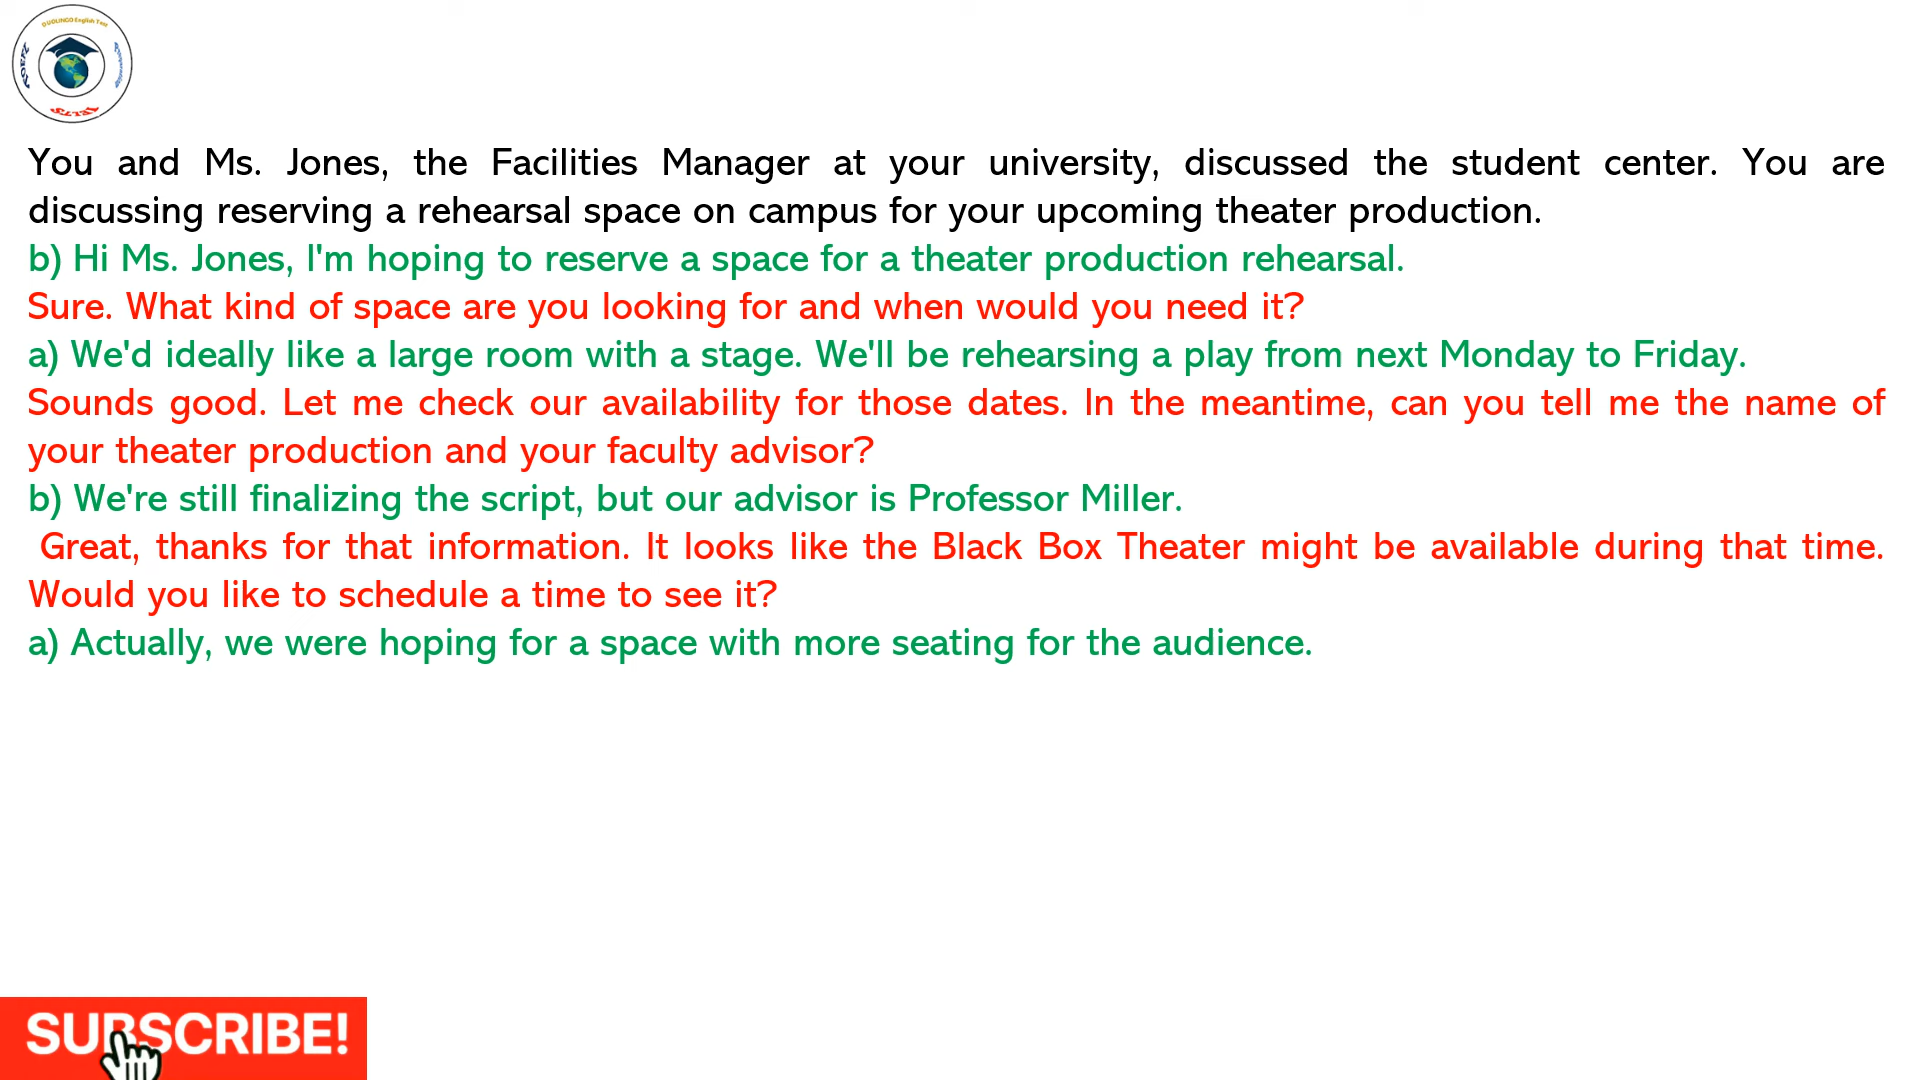 DUOLINGO English Test
IELTS
You and Ms. Jones, the Facilities Manager at your university, discussed the student center. You are
discussing reserving a rehearsal space on campus for your upcoming theater production.
b) Hi Ms. Jones, I'm hoping to reserve a space for a theater production rehearsal.
Sure. What kind of space are you looking for and when would you need it?
a) We'd ideally like a large room with a stage. We'll be rehearsing a play from next Monday to Friday.
Sounds good. Let me check our availability for those dates. In the meantime, can you tell me the name of
your theater production and your faculty advisor?
b) We're still finalizing the script, but our advisor is Professor Miller.
Great, thanks for that information. It looks like the Black Box Theater might be available during that time.
Would you like to schedule a time to see it?
a) Actually, we were hoping for a space with more seating for the audience.
SUBSCRIBE!